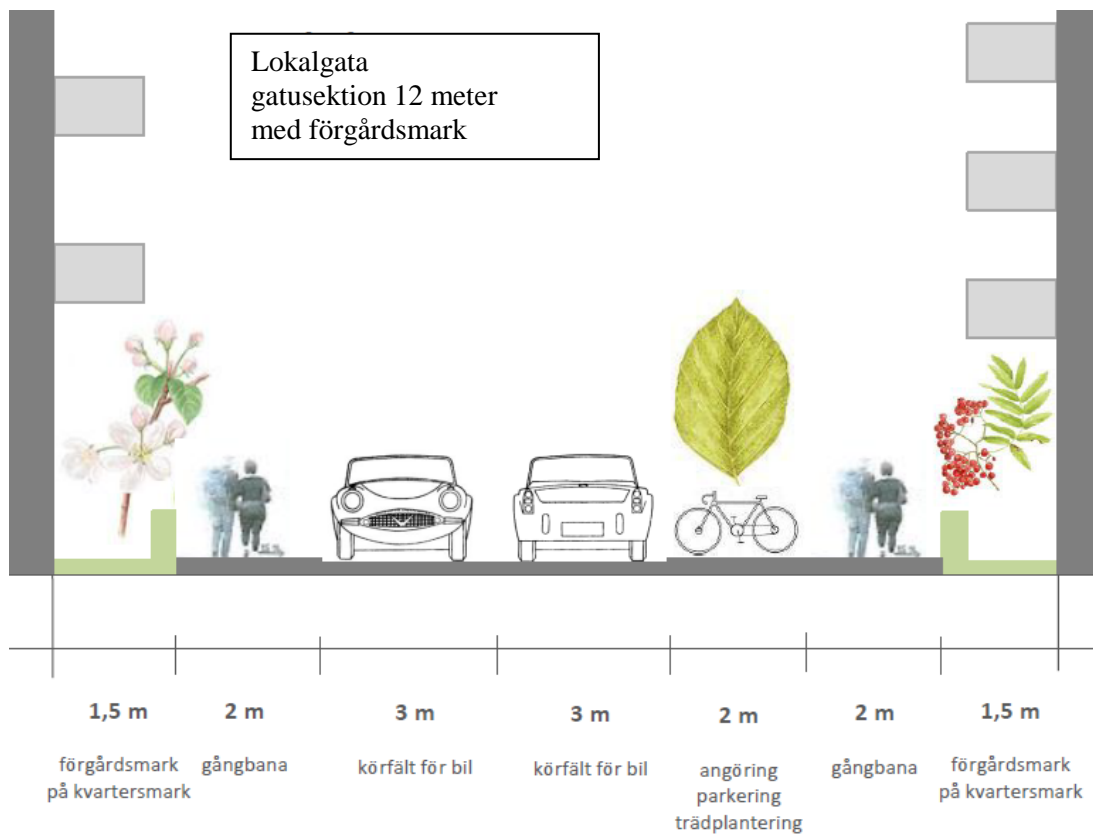 Lokalgata
gatusektion 12 meter
med förgårdsmark
1,5 m
2 m
3 m
3 m
2 m
2 m
1,5 m
förgårdsmark
på kvartersmark
gångbana
körfält för bil
körfält för bil
angöring
parkering
trädplantering
gångbana
förgårdsmark
på kvartersmark